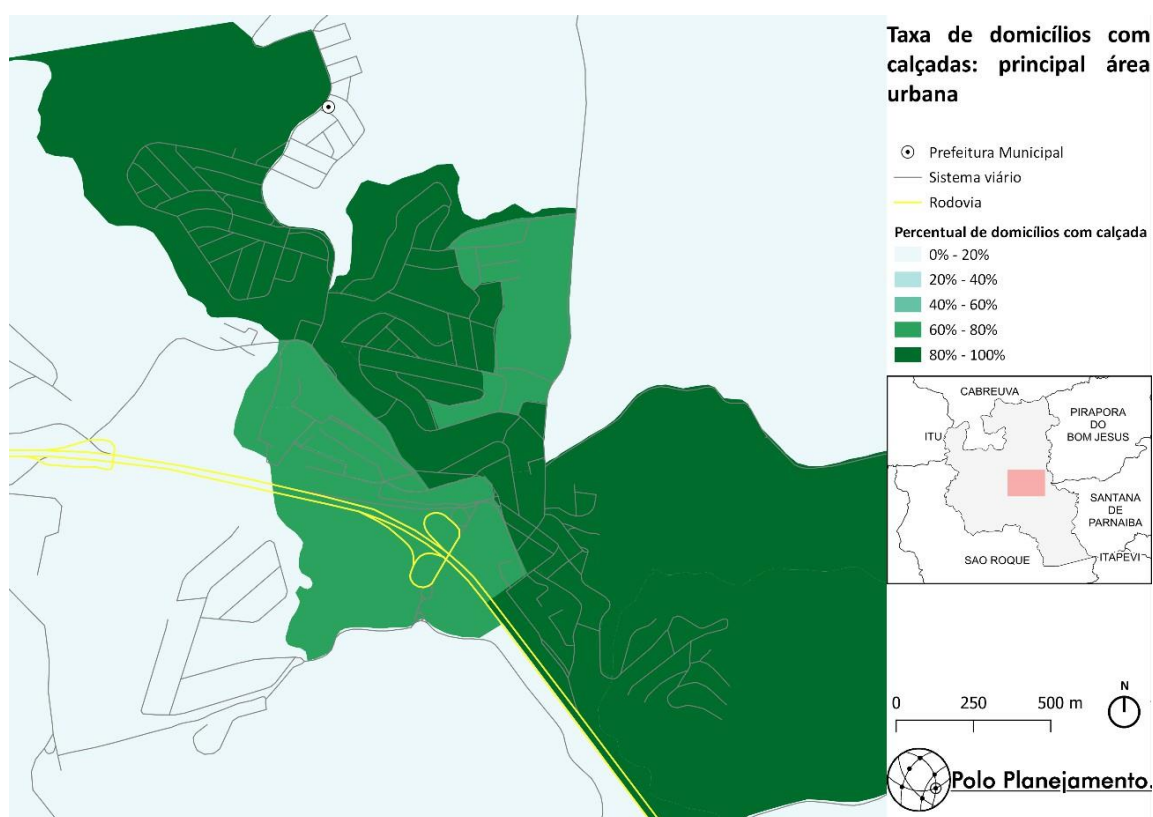 Taxa de domicílios com
calçadas: principal área
urbana
Prefeitura Municipal
Sistema viário
Rodovia
Percentual de domicílios com calçada
0% - 20%
20% - 40%
40% - 60%
60% - 80%
80% - 100%
CABREUVA
PIRAPORA
DO
BOM JESUS
ITU
SANTANA
DE
PARNAIBA
SAO ROQUE
ITAPEVI
0 250 500 m
N
Polo Planejamento.